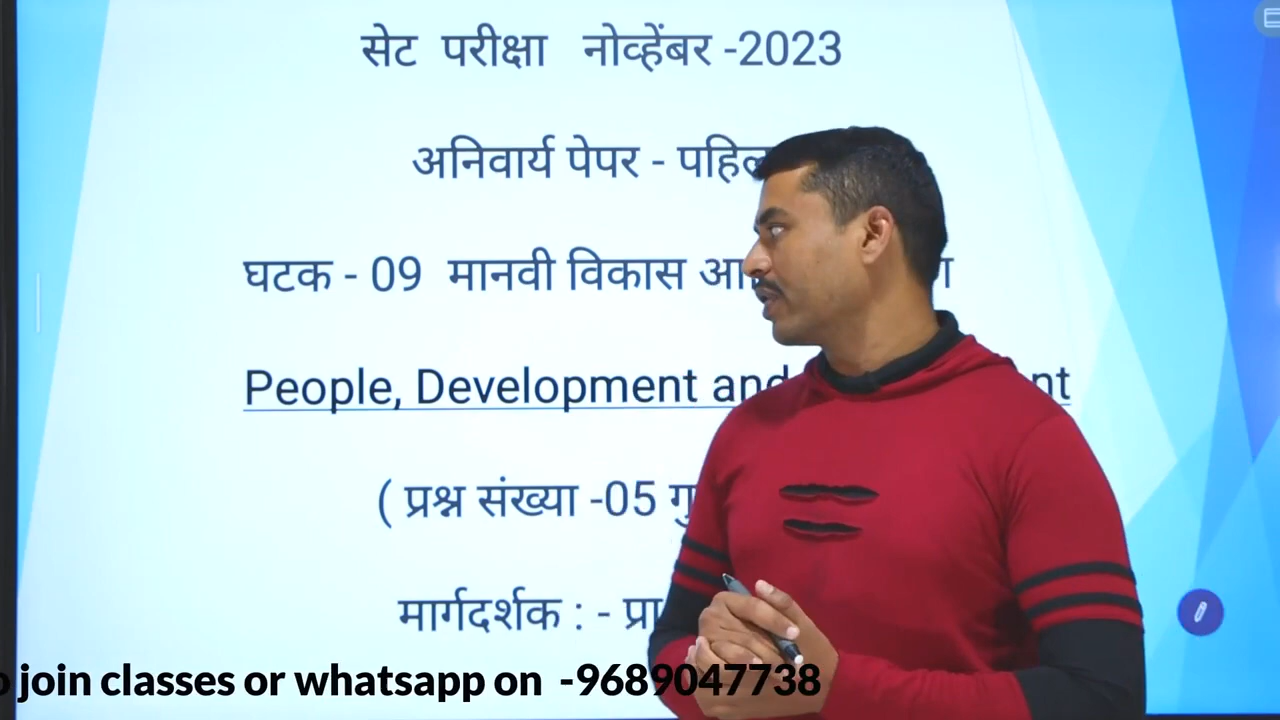 सेट परीक्षा नोव्हेंबर -2023
अनिवार्य पेपर -
घटक - 09 मानवी विकास
People, Development and
( प्रश्न संख्या -05
मार्गदर्शक : -
join classes or whatsapp on -9689047738